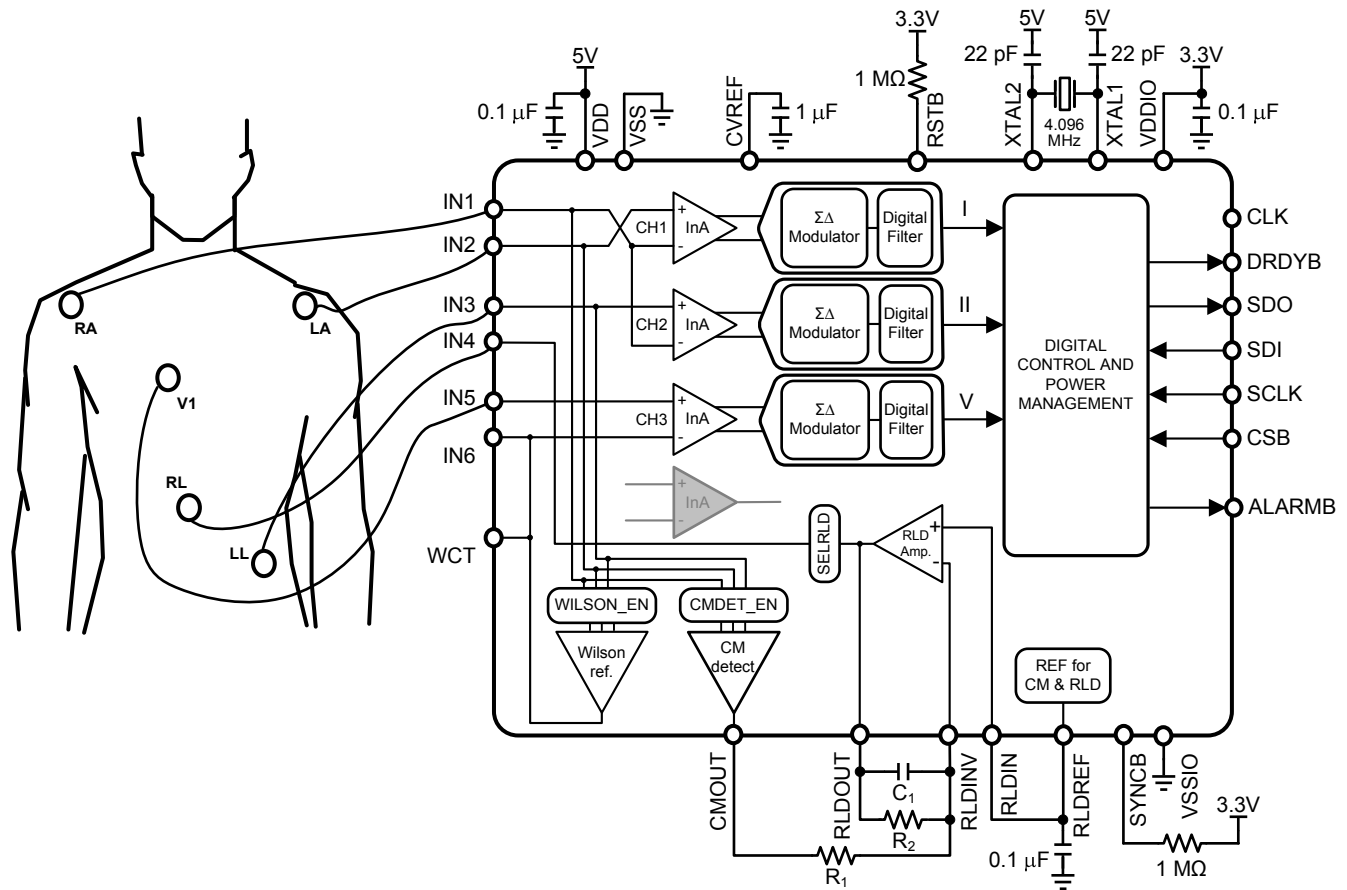 3.3V
5V
5V
22 pF
22 pF
3.3V
5V
1 MΩ
0.1 μF
1 μF
4.096
MHz
0.1 μF
VDD
VSS
CVREF
RSTB
XTAL2
XTAL1
VDDIO
IN1
IN2
IN3
IN4
IN5
IN6
WCT
RA
LA
V1
RL
LL
CH1
+
-
InA
ΣΔ
Modulator
Digital
Filter
I
CH2
+
-
InA
ΣΔ
Modulator
Digital
Filter
II
CH3
+
-
InA
ΣΔ
Modulator
Digital
Filter
V
+
-
InA
DIGITAL
CONTROL AND
POWER
MANAGEMENT
CLK
DRDYB
SDO
SDI
SCLK
CSB
ALARMB
SELRLD
RLD
Amp.
+
-
WILSON_EN
CMDET_EN
Wilson
ref.
CM
detect
REF for
CM & RLD
CMOUT
RLDOUT
RLDINV
RLDIN
RLDREF
SYNCB
VSSIO
C1
R2
R1
0.1 μF
3.3V
1 MΩ